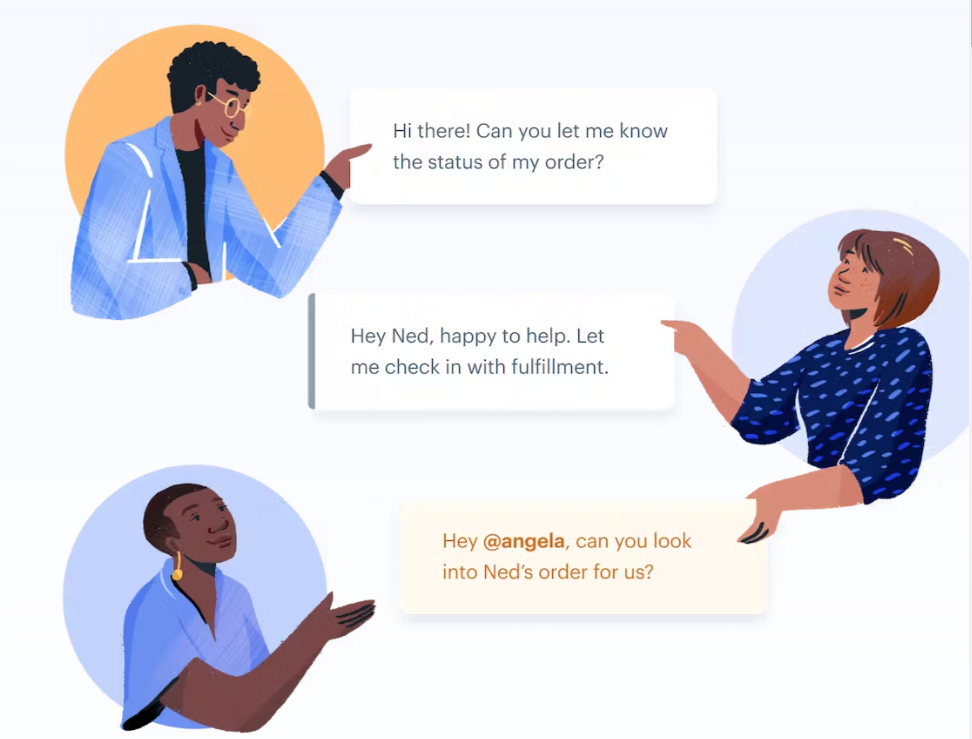 Hi there! Can you let me know
the status of my order?
Hey Ned, happy to help. Let
me check in with fulfillment.
Hey @angela, can you look
into Ned’s order for us?